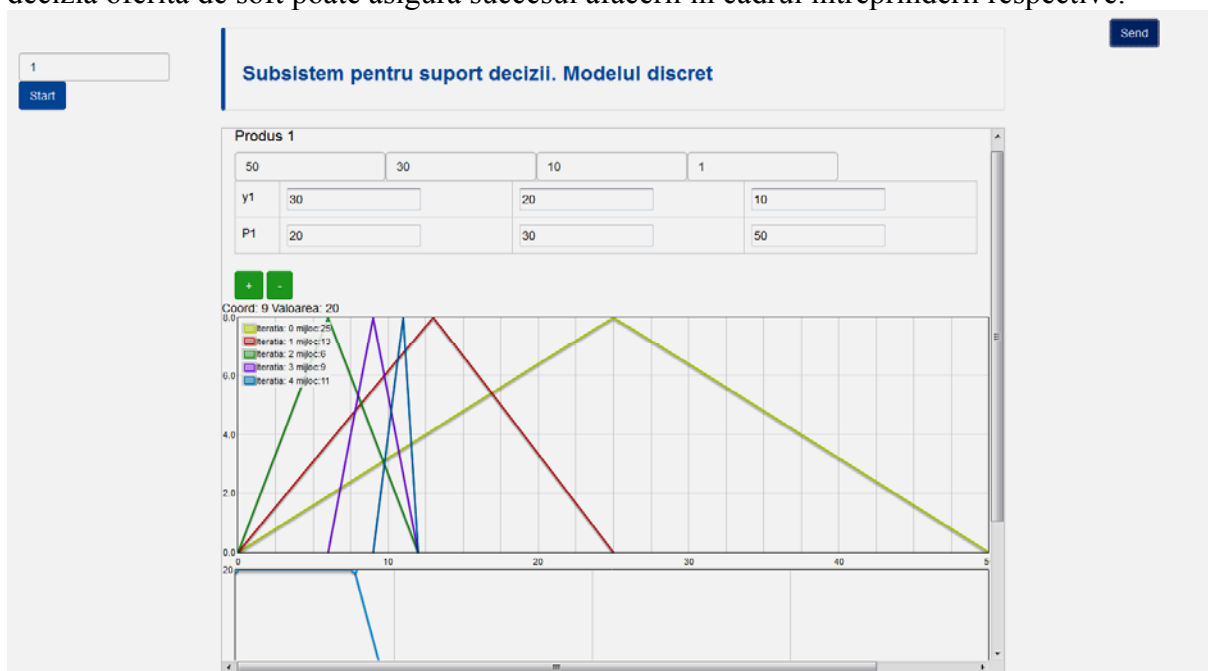 decizia oferită de soft poate asigura succesul afacerii în cadrul întreprinderii respective.
Send
1
Start
Subsistem pentru suport decizii. Modelul discret
Produs 1
50 30 10 1
y1 30 20 10
P1 20 30 50
+ -
Coord: 9 Valoarea: 20
8.0
Iteratia: 0 mijloc:25
Iteratia: 1 mijloc:13
Iteratia: 2 mijloc:6
Iteratia: 3 mijloc:9
Iteratia: 4 mijloc:11
6.0
4.0
2.0
0.0
0 10 20 30 40 5
20